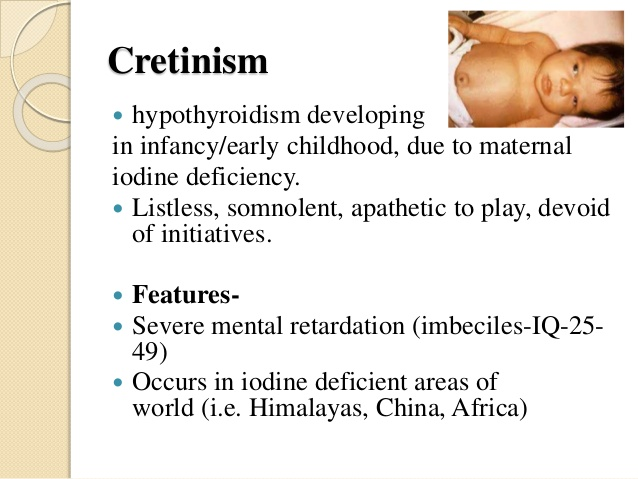 Cretinism
• hypothyroidism developing
in infancy/early childhood, due to maternal
iodine deficiency.
• Listless, somnolent, apathetic to play, devoid
of initiatives.
• Features-
• Severe mental retardation (imbeciles-IQ-25-
49)
• Occurs in iodine deficient areas of
world (i.e. Himalayas, China, Africa)